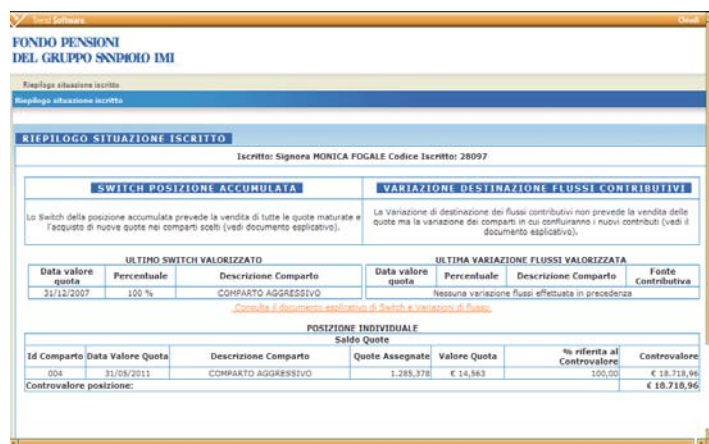 Trend Software
Chiudi
FONDO PENSIONI
DEL GRUPPO SANPAOLO IMI
Riepilogo situazione iscritto
Riepilogo situazione iscritto
RIEPILOGO SITUAZIONE ISCRITTO
Iscritto: Signora MONICA FOGALE Codice Iscritto: 28097
SWITCH POSIZIONE ACCUMULATA
Lo Switch della posizione accumulata prevede la vendita di tutte le quote maturate e
l'acquisto di nuove quote nei comparti scelti (vedi documento esplicativo).
VARIAZIONE DESTINAZIONE FLUSSI CONTRIBUTIVI
La Variazione di destinazione dei flussi contributivi non prevede la vendita delle
quote ma la variazione dei comparti in cui confluiranno i nuovi contributi (vedi il
documento esplicativo).
ULTIMO SWITCH VALORIZZATO
Data valore quota Percentuale Descrizione Comparto
31/12/2007 100 % COMPARTO AGGRESSIVO
ULTIMA VARIAZIONE FLUSSI VALORIZZATA
Data valore quota Percentuale Descrizione Comparto Fonte Contributiva
Nessuna variazione flussi effettuata in precedenza
Consulta il documento esplicativo di Switch e Variazioni di flusso.
POSIZIONE INDIVIDUALE
Saldo Quote
Id Comparto Data Valore Quota Descrizione Comparto Quote Assegnate Valore Quota % riferita al Controvalore Controvalore
004 31/05/2011 COMPARTO AGGRESSIVO 1.285,378 € 14,563 100,00 € 18.718,96
Controvalore posizione: € 18.718,96